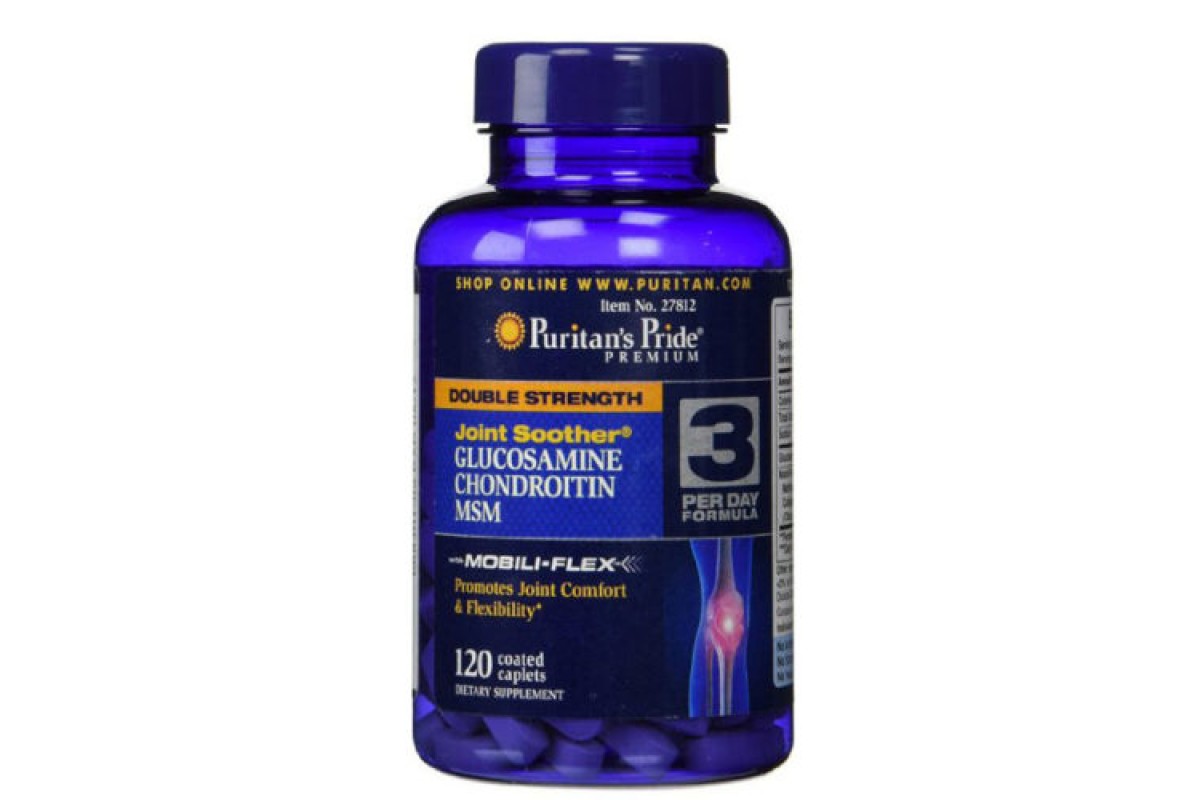 SHOP ONLINE WWW.PURITAN.COM
Item No. 27812
Puritan's Pride®
PREMIUM
DOUBLE STRENGTH
Joint Soother®
GLUCOSAMINE
CHONDROITIN
MSM
3
PER DAY
FORMULA
with MOBILI-FLEX
Promotes Joint Comfort
& Flexibility*
120 coated
caplets
DIETARY SUPPLEMENT